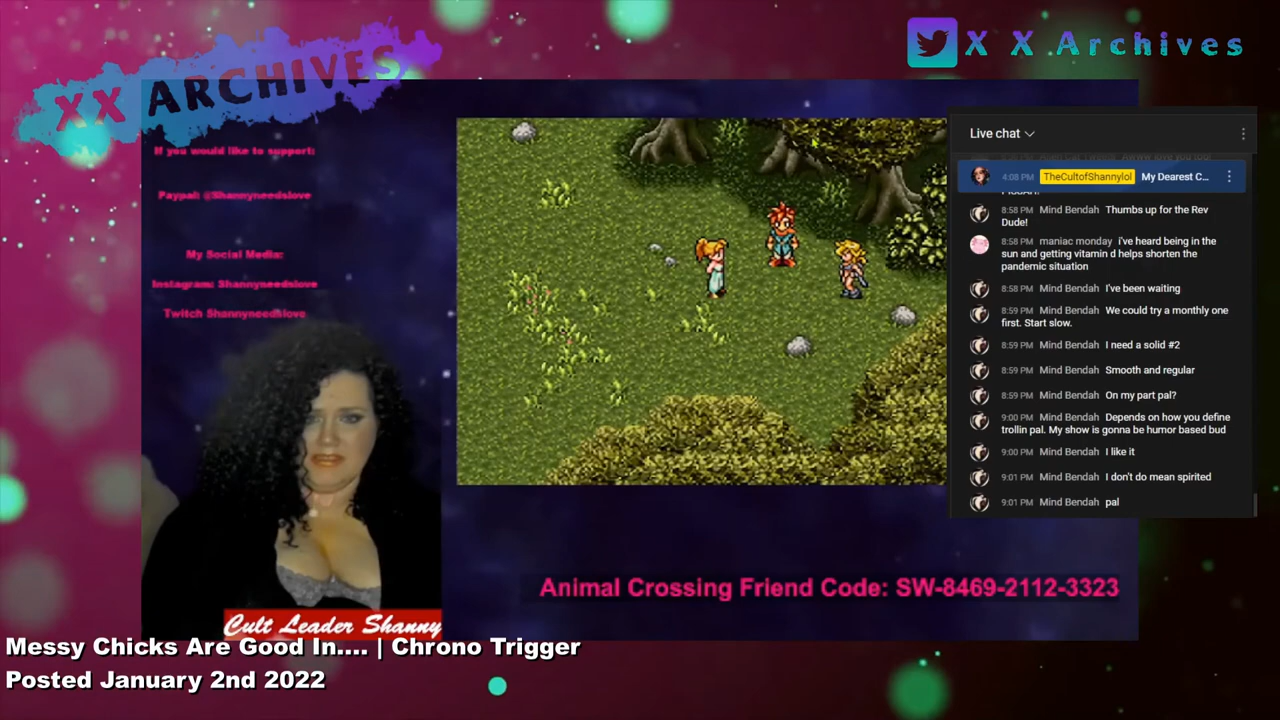 XX ARCHIVES
X X Archives
If you would like to support:
Paypal: @Shannyneedslove
My Social Media:
Instagram: Shannyneedslove
Twitch Shannyneedslove
Live chat
4:08 PM TheCultofShannylol My Dearest C...
8:58 PM Mind Bendah Thumbs up for the Rev
Dude!
8:58 PM maniac monday i've heard being in the
sun and getting vitamin d helps shorten the
pandemic situation
8:58 PM Mind Bendah I've been waiting
8:59 PM Mind Bendah We could try a monthly one
first. Start slow.
8:59 PM Mind Bendah I need a solid #2
8:59 PM Mind Bendah Smooth and regular
8:59 PM Mind Bendah On my part pal?
9:00 PM Mind Bendah Depends on how you define
trollin pal. My show is gonna be humor based bud
9:00 PM Mind Bendah I like it
9:01 PM Mind Bendah I don't do mean spirited
9:01 PM Mind Bendah pal
Animal Crossing Friend Code: SW-8469-2112-3323
Cult Leader Shanny
Messy Chicks Are Good In.... | Chrono Trigger
Posted January 2nd 2022